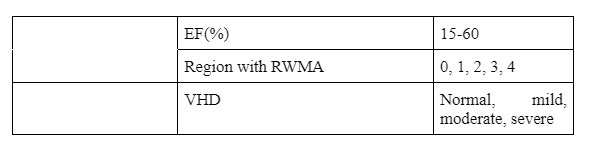 EF(%) 15-60
Region with RWMA 0, 1, 2, 3, 4
VHD Normal, mild,
moderate, severe